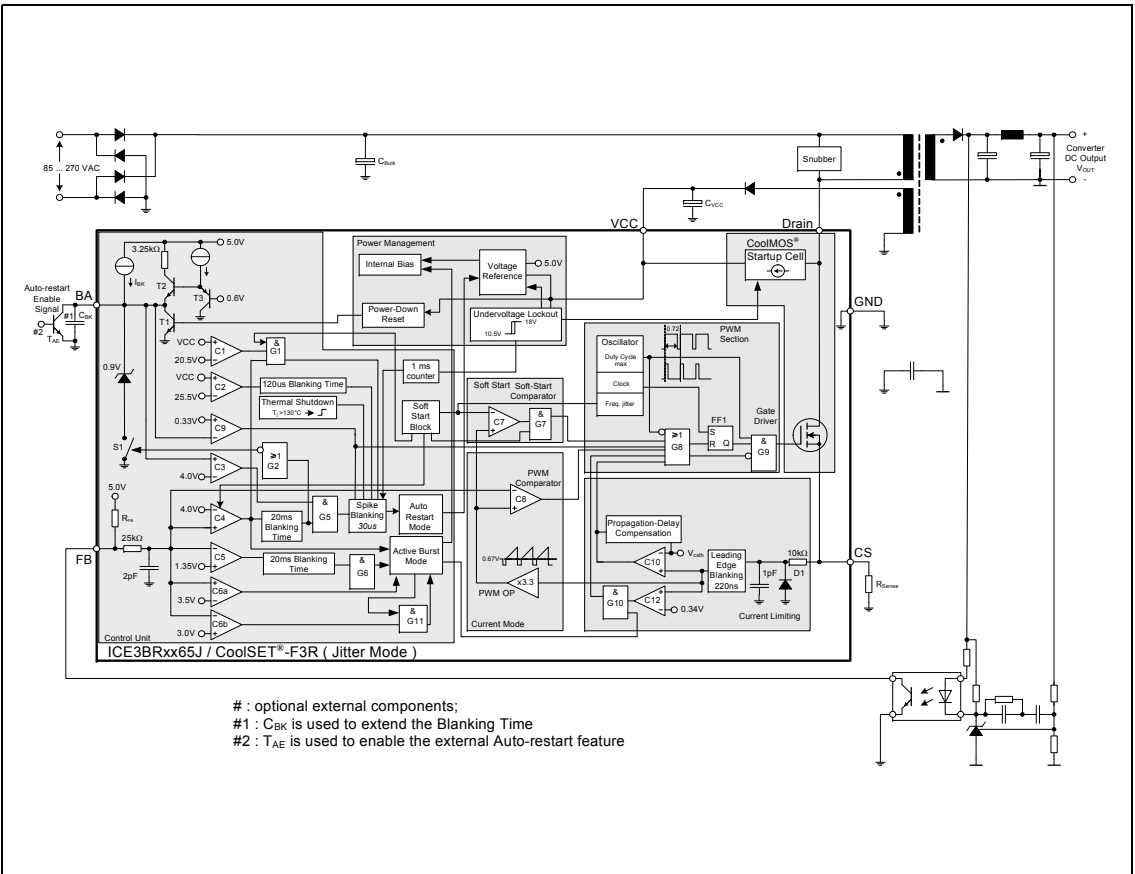 85 ... 270 VAC
CBulk
Snubber
+
Converter
DC Output
VOUT
-
CVCC
VCC
Drain
CoolMOS®
Startup Cell
GND
CS
RSense
BA
FB
Auto-restart
Enable
Signal
#1
CBK
#2
TAE
3.25kΩ
5.0V
IBK
T2
T3
0.6V
T1
0.9V
S1
VCC
C1
20.5V
VCC
C2
25.5V
0.33V
C9
C3
4.0V
4.0V
C4
5.0V
RFB
25kΩ
2pF
C5
1.35V
C6a
3.5V
C6b
3.0V
&
G1
120us Blanking Time
Thermal Shutdown
Tj >130°C
≥1
G2
20ms
Blanking
Time
&
G5
Spike
Blanking
30us
Auto
Restart
Mode
20ms Blanking
Time
&
G6
Active Burst
Mode
&
G11
Control Unit
Power Management
Internal Bias
Voltage
Reference
5.0V
Power-Down
Reset
Undervoltage Lockout
18V
10.5V
1 ms
counter
Soft
Start
Block
Soft Start
Soft-Start
Comparator
C7
&
G7
PWM
Comparator
C8
0.67V
x3.3
PWM OP
Current Mode
Oscillator
Duty Cycle
max
Clock
Freq. jitter
0.72
PWM
Section
≥1
G8
FF1
S
R
Q
Gate
Driver
&
G9
Propagation-Delay
Compensation
C10
Vcsth
Leading
Edge
Blanking
220ns
10kΩ
1pF
D1
&
G10
C12
0.34V
Current Limiting
ICE3BRxx65J / CoolSET®-F3R ( Jitter Mode )
# : optional external components;
#1 : CBK is used to extend the Blanking Time
#2 : TAE is used to enable the external Auto-restart feature